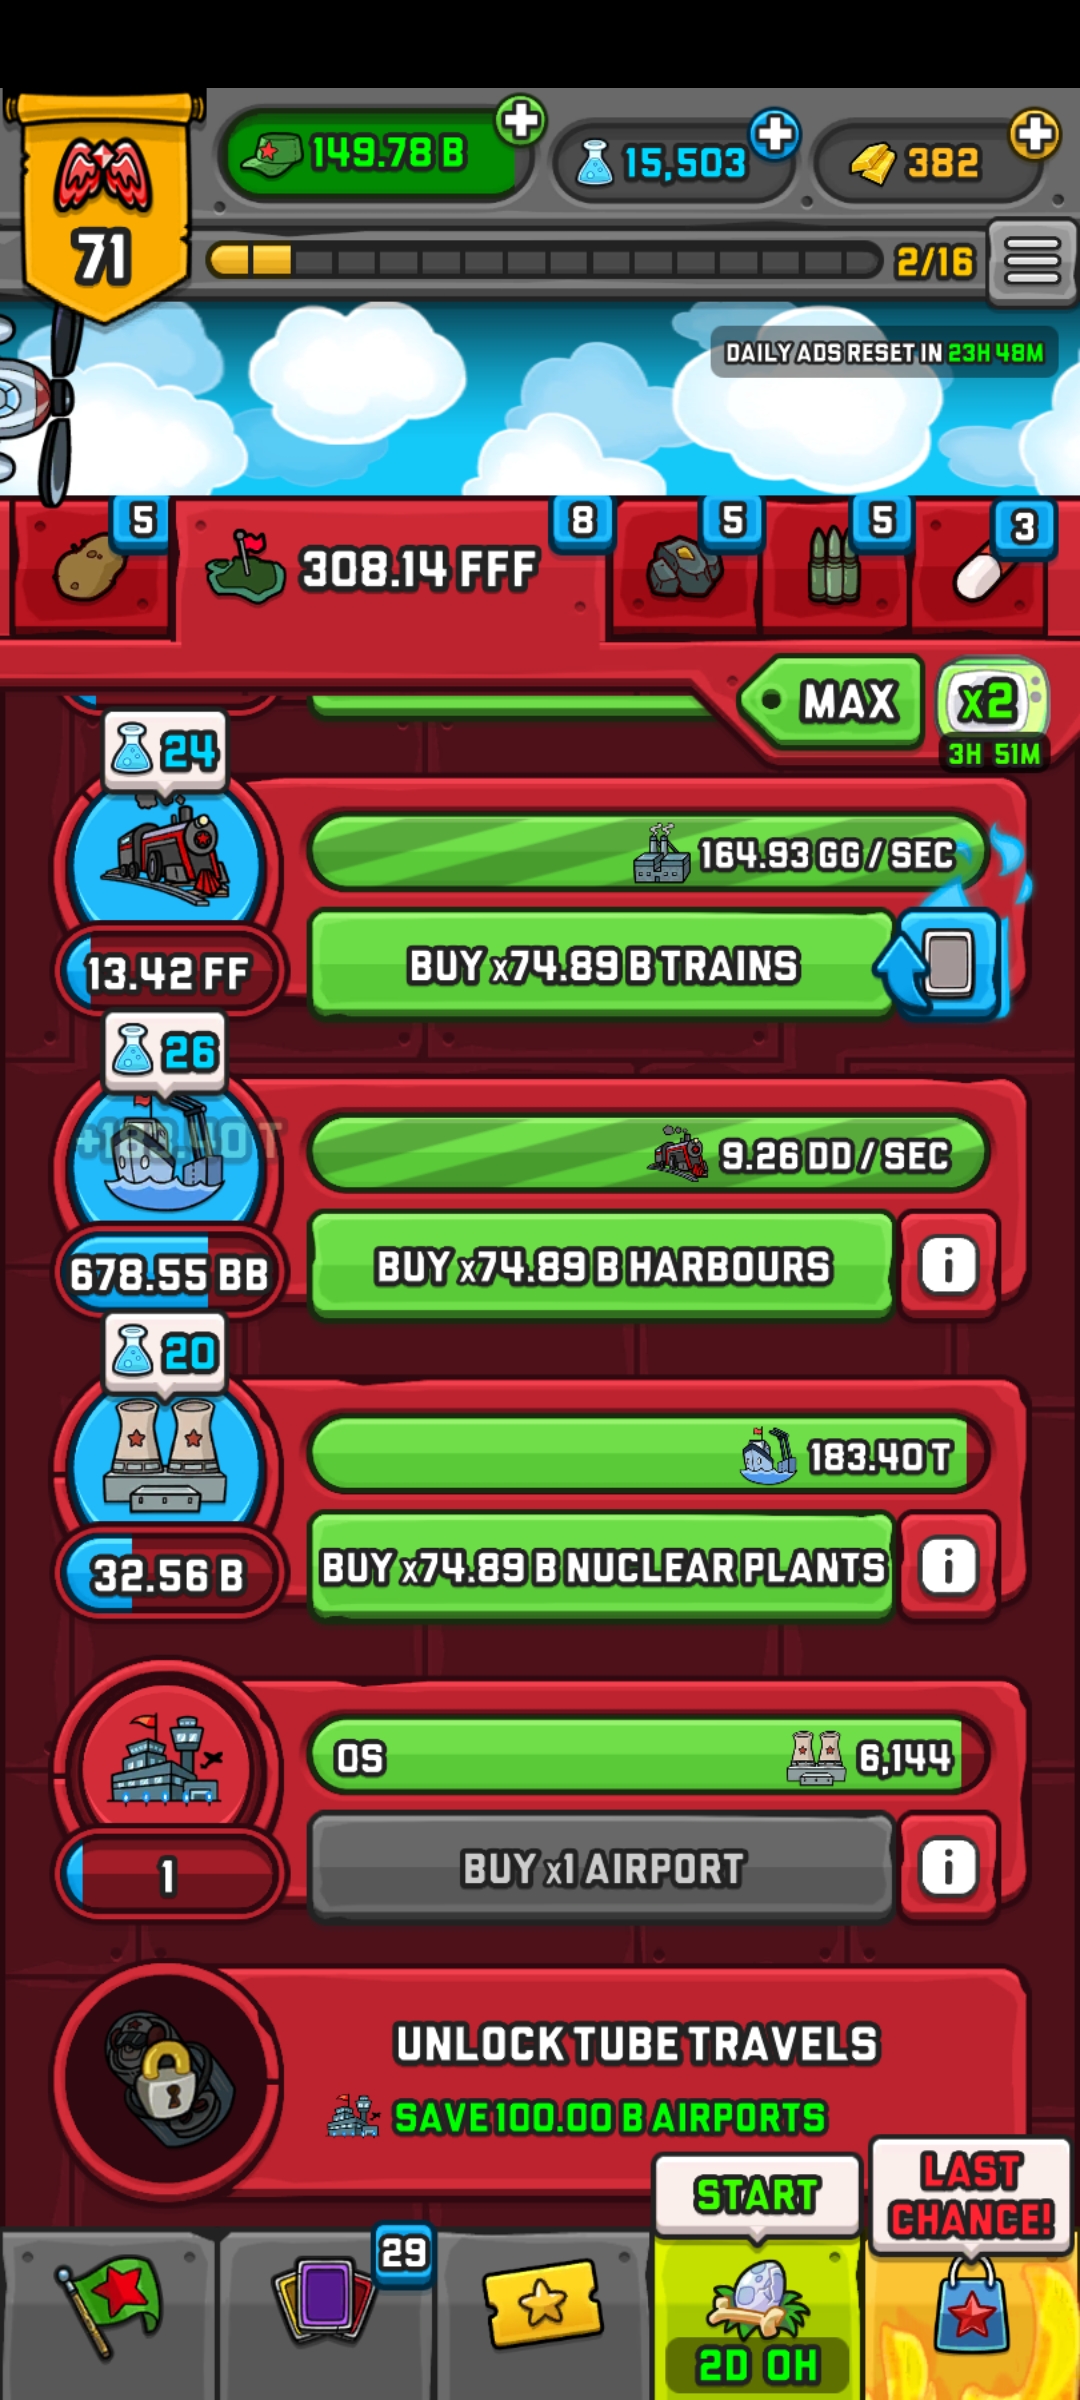 149.78 B
15,503
382
71
2/16
DAILY ADS RESET IN 23H 48M
5
308.14 FFF
8
5
5
3
MAX
x2
3H 51M
24
164.93 GG / SEC
13.42 FF
BUY x74.89 B TRAINS
26
+183.40 T
9.26 DD / SEC
678.55 BB
BUY x74.89 B HARBOURS
i
20
183.40 T
32.56 B
BUY x74.89 B NUCLEAR PLANTS
i
0S
6,144
1
BUY x1 AIRPORT
i
UNLOCK TUBE TRAVELS
SAVE 100.00 B AIRPORTS
START
LAST
CHANCE!
29
2D 0H